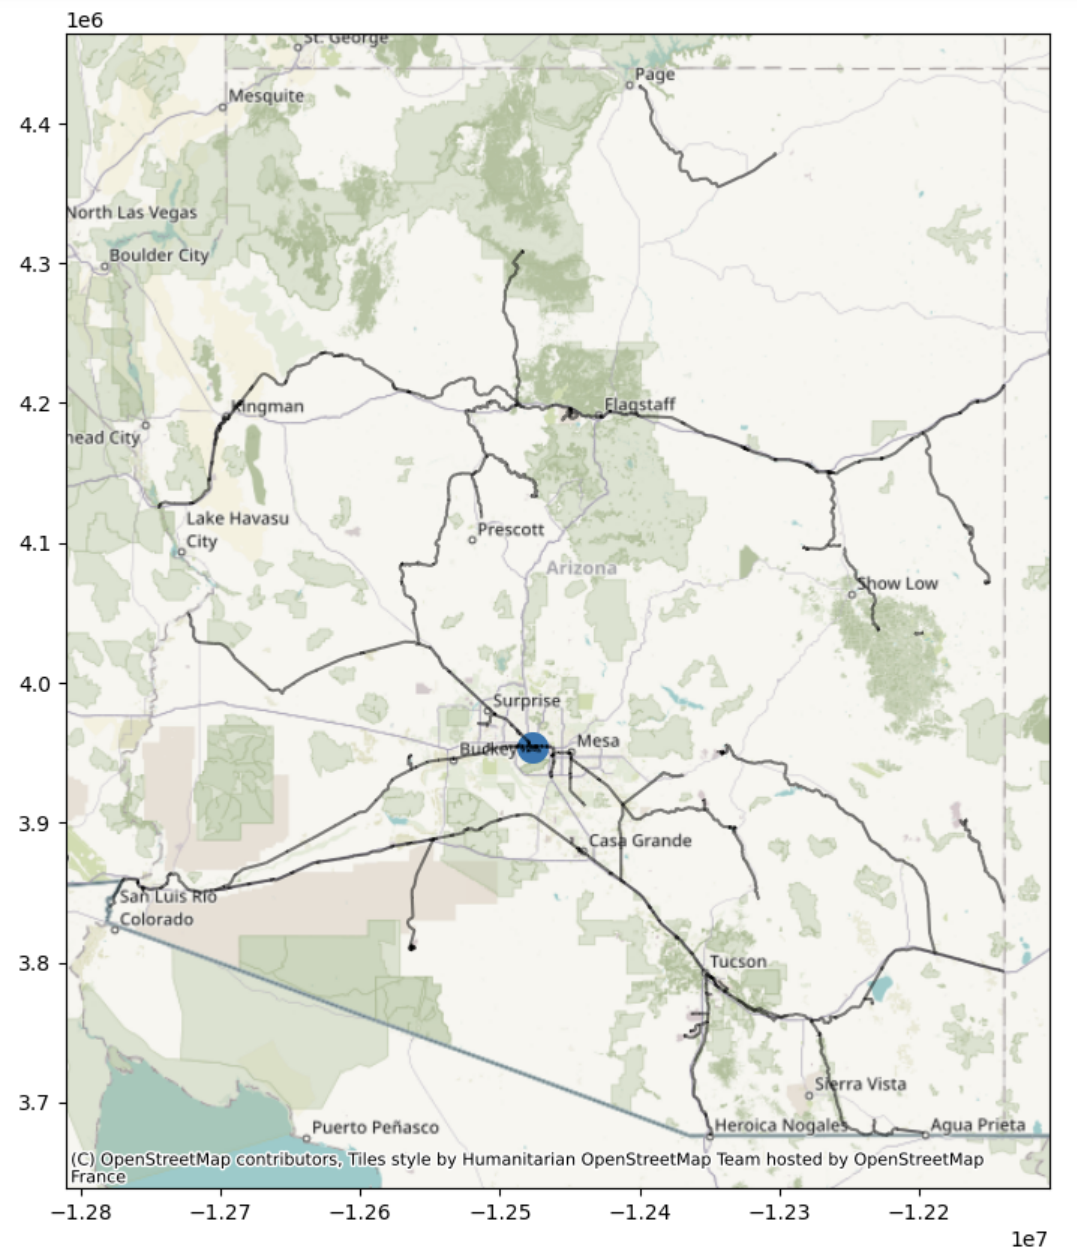 1e6
St. George
Page
Mesquite
4.4
North Las Vegas
Boulder City
4.3
4.2
Kingman
Flagstaff
head City
Lake Havasu
City
Prescott
4.1
Arizona
Show Low
4.0
Surprise
Mesa
Buckey
3.9
Casa Grande
San Luis Río
Colorado
3.8
Tucson
Sierra Vista
3.7
Heroica Nogales
Agua Prieta
Puerto Peñasco
(C) OpenStreetMap contributors, Tiles style by Humanitarian OpenStreetMap Team hosted by OpenStreetMap
France
−1.28 −1.27 −1.26 −1.25 −1.24 −1.23 −1.22
1e7